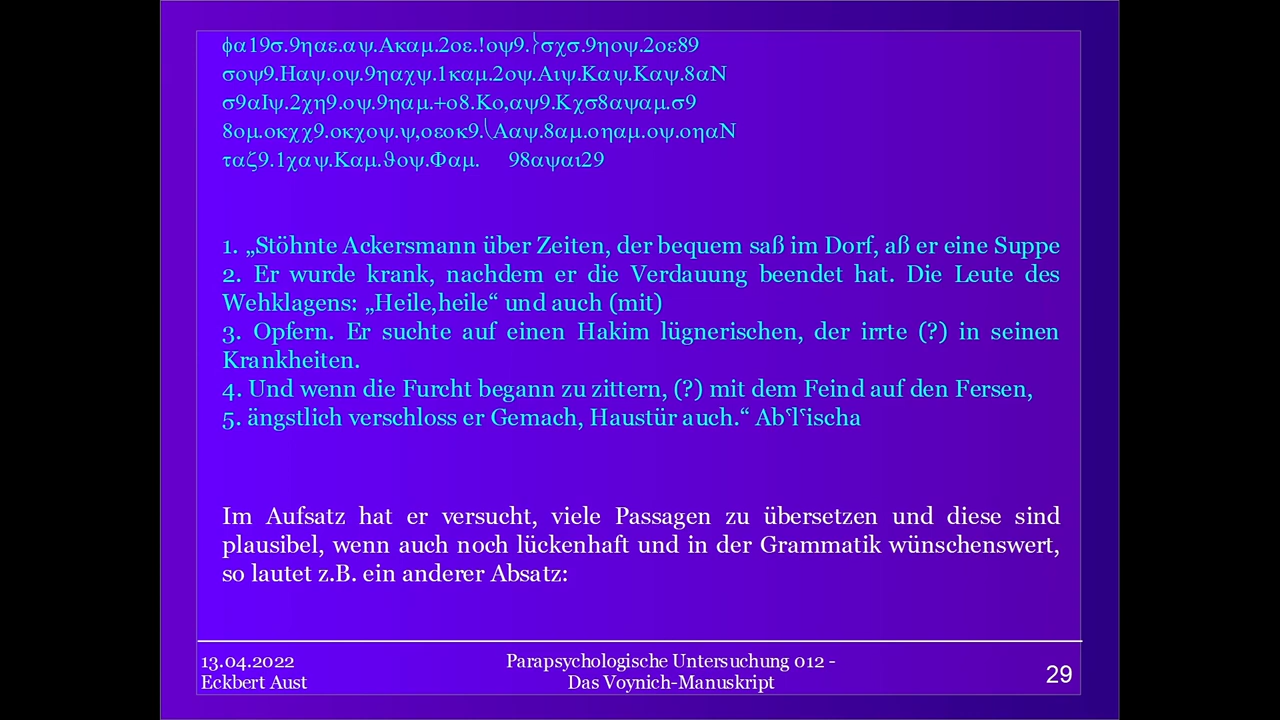 φα19σ.9ηαε.αψ.Ακαμ.2οε.!οψ9.⎬σχσ.9ηοψ.2οε89
σοψ9.Ηαψ.οψ.9ηαχψ.1καμ.2οψ.Αιψ.Καψ.Καψ.8αΝ
σ9αΙψ.2χη9.οψ.9ηαμ.+ο8.Κο,αψ9.Κχσ8αψαμ.σ9
8ομ.οκχχ9.οκχοψ.ψ,οεοκ9.⎝Ααψ.8αμ.οηαμ.οψ.οηαΝ
ταζ9.1χαψ.Καμ.ϑοψ.Φαμ. 98αψαι29
1. „Stöhnte Ackersmann über Zeiten, der bequem saß im Dorf, aß er eine Suppe
2. Er wurde krank, nachdem er die Verdauung beendet hat. Die Leute des
Wehklagens: „Heile,heile“ und auch (mit)
3. Opfern. Er suchte auf einen Hakim lügnerischen, der irrte (?) in seinen
Krankheiten.
4. Und wenn die Furcht begann zu zittern, (?) mit dem Feind auf den Fersen,
5. ängstlich verschloss er Gemach, Haustür auch.“ Abʽlʽischa
Im Aufsatz hat er versucht, viele Passagen zu übersetzen und diese sind
plausibel, wenn auch noch lückenhaft und in der Grammatik wünschenswert,
so lautet z.B. ein anderer Absatz:
13.04.2022
Eckbert Aust
Parapsychologische Untersuchung 012 -
Das Voynich-Manuskript
29